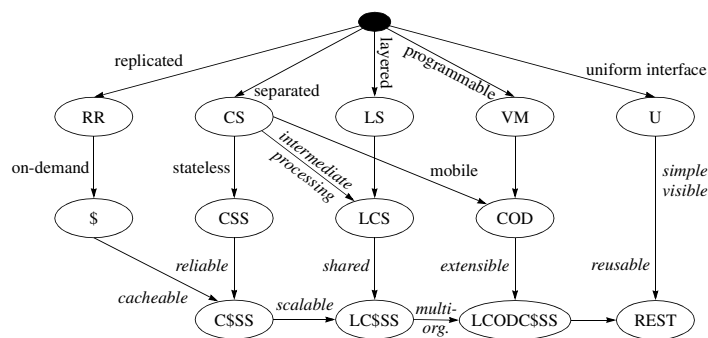 replicated
separated
layered
programmable
uniform interface
RR
CS
LS
VM
U
on-demand
stateless
intermediate
processing
mobile
simple
visible
$
CSS
LCS
COD
cacheable
reliable
shared
extensible
reusable
C$SS
scalable
LC$SS
multi-
org.
LCODC$SS
REST